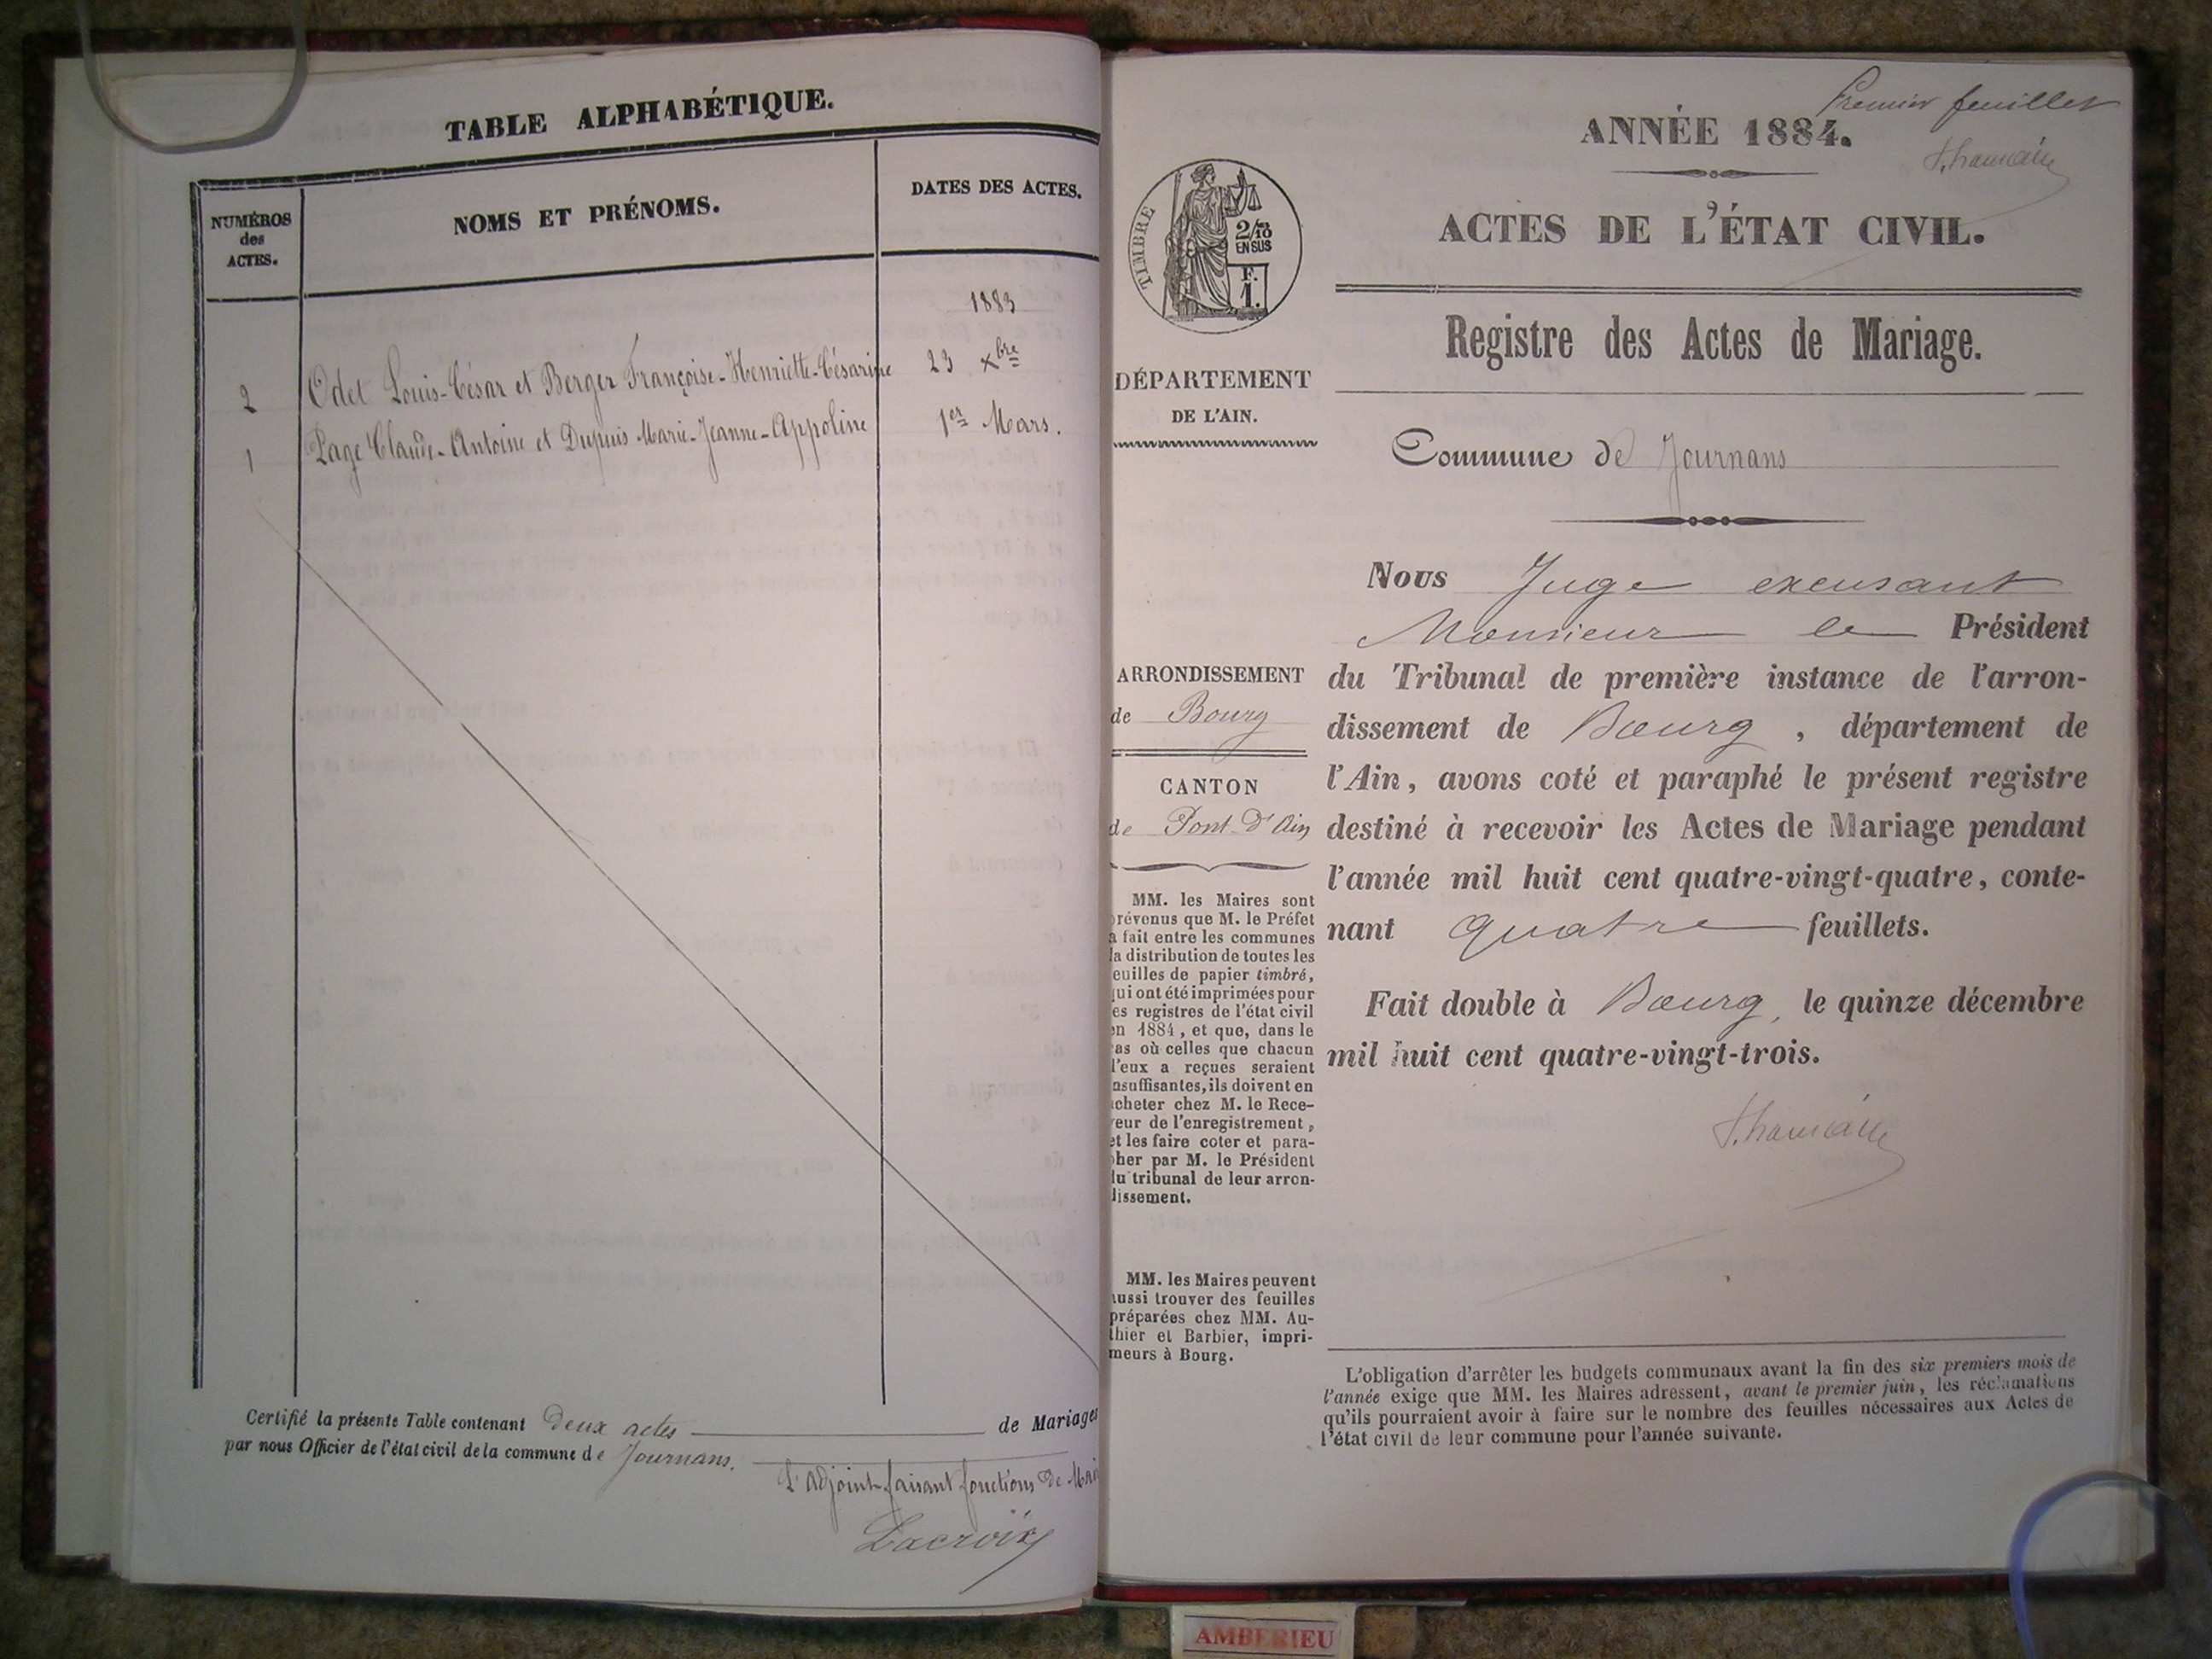 TABLE ALPHABÉTIQUE.
NUMÉROS
des
ACTES.
NOMS ET PRÉNOMS.
DATES DES ACTES.
1883
2 Odet Louis-César et Berger Françoise-Henriette-Césarine 23 xbre
1 Page Claude-Antoine et Dupuis Marie-Jeanne-Appoline 1er Mars.
Certifié la présente Table contenant deux actes de Mariages
par nous Officier de l'état civil de la commune de Journans.
L'adjoint faisant fonctions de
Lacroix
Premier feuillet
ANNÉE 1884.
ACTES DE L'ÉTAT CIVIL.
Registre des Actes de Mariage.
TIMBRE
2/10
EN SUS
F.
1.
DÉPARTEMENT
DE L'AIN.
Commune de Journans
Nous Juge excusant
Monsieur le Président
du Tribunal de première instance de l'arron-
dissement de Bourg, département de
l'Ain, avons coté et paraphé le présent registre
destiné à recevoir les Actes de Mariage pendant
l'année mil huit cent quatre-vingt-quatre, conte-
nant quatre feuillets.
Fait double à Bourg, le quinze décembre
mil huit cent quatre-vingt-trois.
ARRONDISSEMENT
de Bourg
CANTON
de Pont-d'Ain
MM. les Maires sont
révenus que M. le Préfet
a fait entre les communes
la distribution de toutes les
euilles de papier timbré,
ui ont été imprimées pour
es registres de l'état civil
en 1884, et que, dans le
as où celles que chacun
l'eux a reçues seraient
nsuffisantes, ils doivent en
cheter chez M. le Rece-
eur de l'enregistrement,
et les faire coter et para-
pher par M. le Président
du tribunal de leur arron-
dissement.
MM. les Maires peuvent
aussi trouver des feuilles
préparées chez MM. Au-
thier et Barbier, impri-
meurs à Bourg.
L'obligation d'arrêter les budgets communaux avant la fin des six premiers mois de
l'année exige que MM. les Maires adressent, avant le premier juin, les réclamations
qu'ils pourraient avoir à faire sur le nombre des feuilles nécessaires aux Actes de
l'état civil de leur commune pour l'année suivante.
AMBERIEU